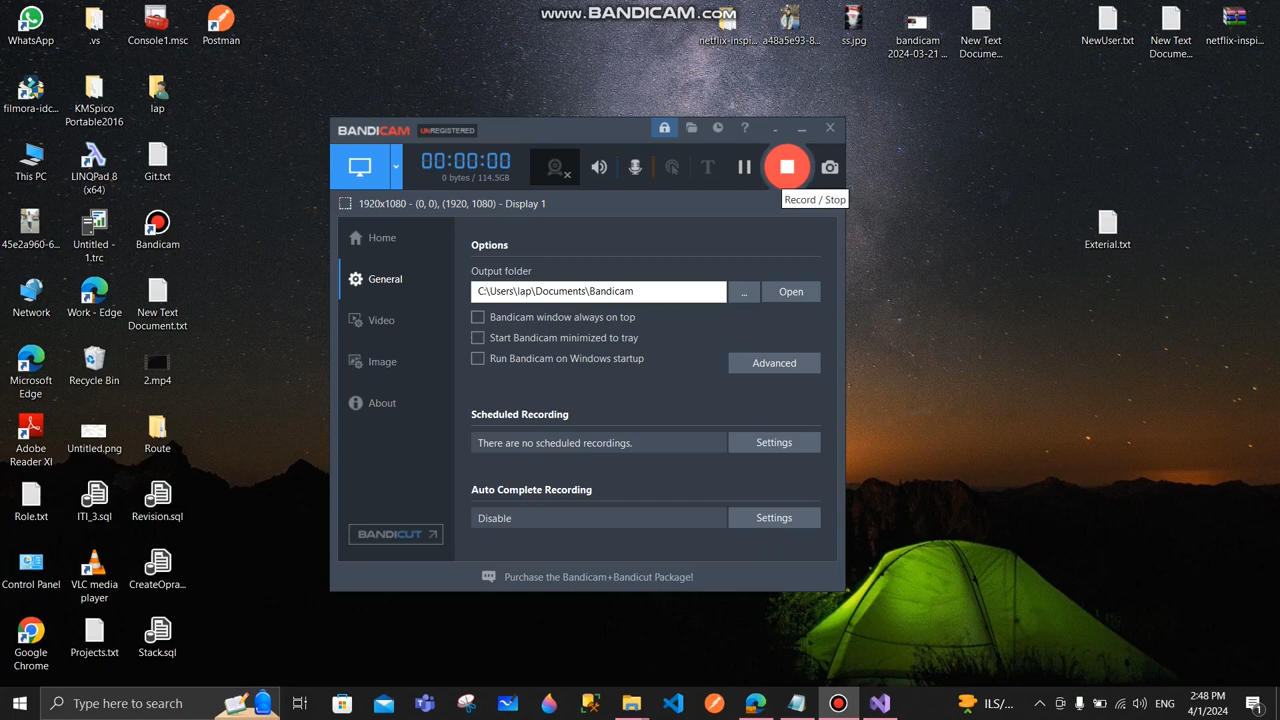 WhatsApp
.vs
Console1.msc
Postman
www.BANDICAM.com
netflix-inspi...
a48a5e93-8...
ss.jpg
bandicam
2024-03-21 ...
New Text
Docume...
NewUser.txt
New Text
Docume...
netflix-inspi...
filmora-idc...
KMSpico
Portable2016
lap
This PC
LINQPad_8
(x64)
Git.txt
45e2a960-6...
Untitled -
1.trc
Bandicam
Network
Work - Edge
New Text
Document.txt
Microsoft
Edge
Recycle Bin
2.mp4
Adobe
Reader XI
Untitled.png
Route
Role.txt
ITI_3.sql
Revision.sql
Control Panel
VLC media
player
CreateOpra...
Google
Chrome
Projects.txt
Stack.sql
Exterial.txt
BANDICAM UNREGISTERED
00:00:00
0 bytes / 114.5GB
Record / Stop
1920x1080 - (0, 0), (1920, 1080) - Display 1
Home
General
Video
Image
About
BANDICUT
Options
Output folder
C:\Users\lap\Documents\Bandicam
...
Open
Bandicam window always on top
Start Bandicam minimized to tray
Run Bandicam on Windows startup
Advanced
Scheduled Recording
There are no scheduled recordings.
Settings
Auto Complete Recording
Disable
Settings
Purchase the Bandicam+Bandicut Package!
Type here to search
ILS/...
ENG
2:48 PM
4/1/2024
1